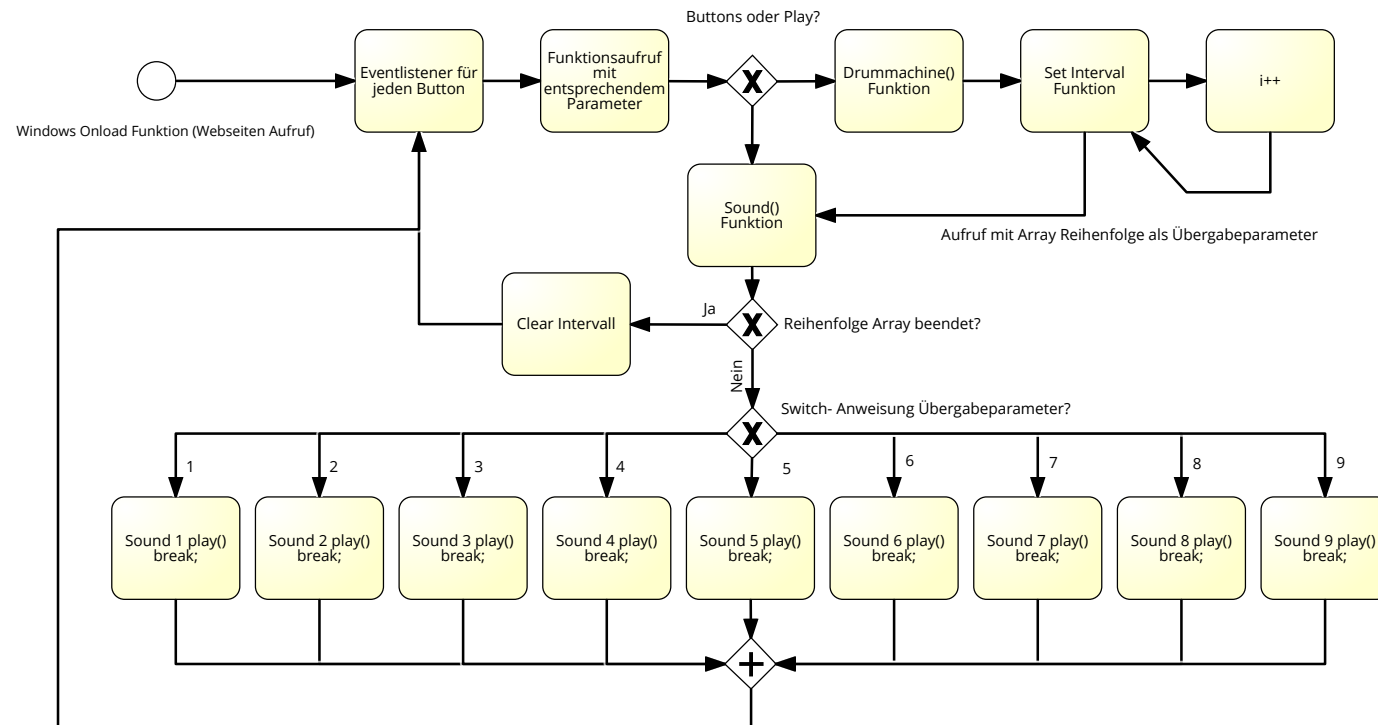 Buttons oder Play?
Eventlistener für
jeden Button
Funktionsaufruf
mit
entsprechendem
Parameter
Drummachine()
Funktion
Set Interval
Funktion
i++
Windows Onload Funktion (Webseiten Aufruf)
Sound()
Funktion
Aufruf mit Array Reihenfolge als Übergabeparameter
Ja
Clear Intervall
Reihenfolge Array beendet?
Nein
Switch- Anweisung Übergabeparameter?
1
2
3
4
5
6
7
8
9
Sound 1 play()
break;
Sound 2 play()
break;
Sound 3 play()
break;
Sound 4 play()
break;
Sound 5 play()
break;
Sound 6 play()
break;
Sound 7 play()
break;
Sound 8 play()
break;
Sound 9 play()
break;